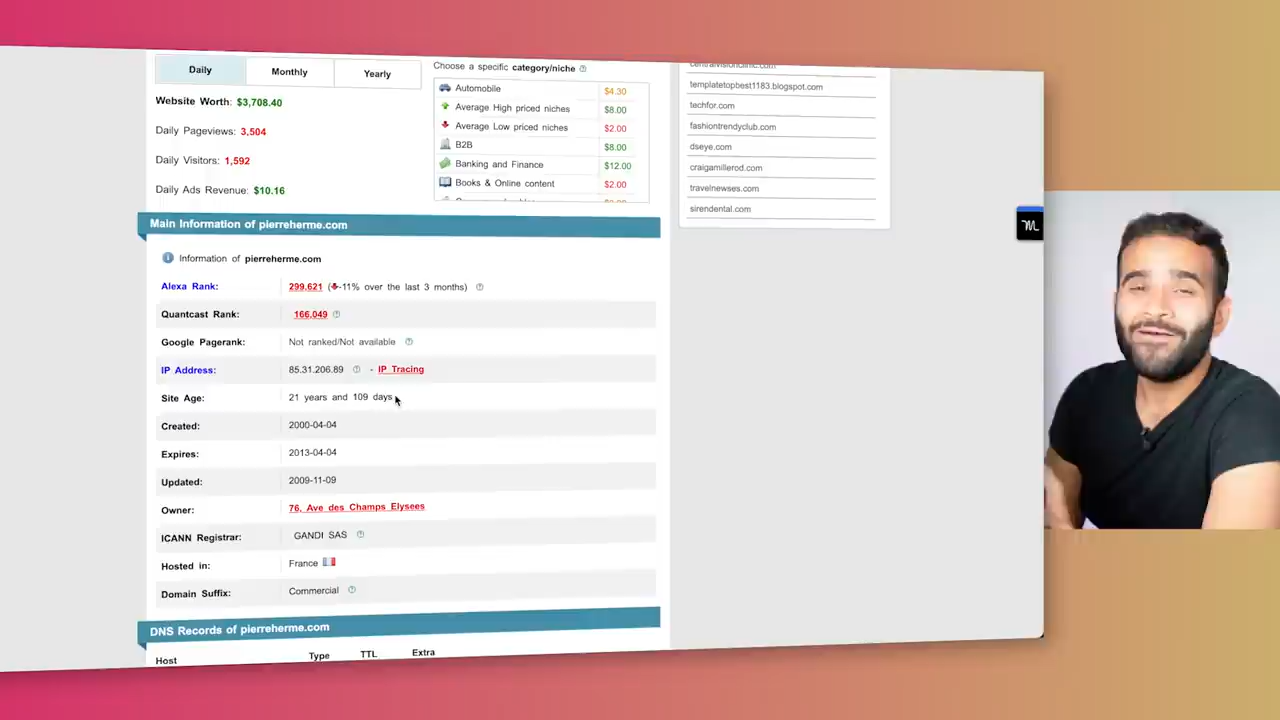 Daily
Monthly
Yearly
Website Worth: $3,708.40
Daily Pageviews: 3,504
Daily Visitors: 1,592
Daily Ads Revenue: $10.16
Choose a specific category/niche
Automobile $4.30
Average High priced niches $8.00
Average Low priced niches $2.00
B2B $8.00
Banking and Finance $12.00
Books & Online content $2.00
centralvisionclinic.com
templatetopbest1183.blogspot.com
techfor.com
fashiontrendyclub.com
dseye.com
craigamillerod.com
travelnewses.com
sirendental.com
Main Information of pierreherme.com
Information of pierreherme.com
Alexa Rank: 299,621 (-11% over the last 3 months)
Quantcast Rank: 166,049
Google Pagerank: Not ranked/Not available
IP Address: 85.31.206.89 - IP Tracing
Site Age: 21 years and 109 days
Created: 2000-04-04
Expires: 2013-04-04
Updated: 2009-11-09
Owner: 76, Ave des Champs Elysees
ICANN Registrar: GANDI SAS
Hosted in: France
Domain Suffix: Commercial
DNS Records of pierreherme.com
Host Type TTL Extra